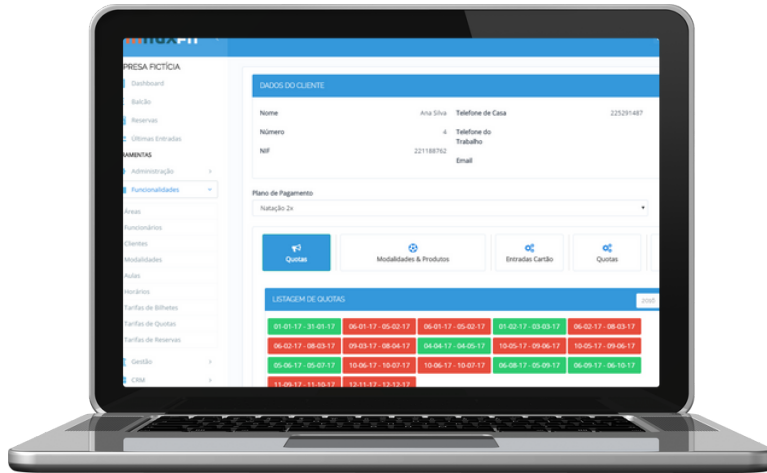 PRESA FICTÍCIA
Dashboard
Balcão
Reservas
Últimas Entradas
RAMENTAS
Administração
Funcionalidades
Áreas
Funcionários
Clientes
Modalidades
Aulas
Horários
Tarifas de Bilhetes
Tarifas de Quotas
Tarifas de Reservas
Gestão
CRM
DADOS DO CLIENTE
Nome Ana Silva Telefone de Casa 225291487
Número 4 Telefone do
Trabalho
NIF 221188762
Email
Plano de Pagamento
Natação 2x
Quotas Modalidades & Produtos Entradas Cartão Quotas
LISTAGEM DE QUOTAS
01-01-17 - 31-01-17 06-01-17 - 05-02-17 06-01-17 - 05-02-17 01-02-17 - 03-03-17 06-02-17 - 08-03-17
06-02-17 - 08-03-17 09-03-17 - 08-04-17 04-04-17 - 04-05-17 10-05-17 - 09-06-17 10-05-17 - 09-06-17
05-06-17 - 05-07-17 10-06-17 - 10-07-17 10-06-17 - 10-07-17 06-08-17 - 05-09-17 06-09-17 - 06-10-17
11-09-17 - 11-10-17 12-11-17 - 12-12-17